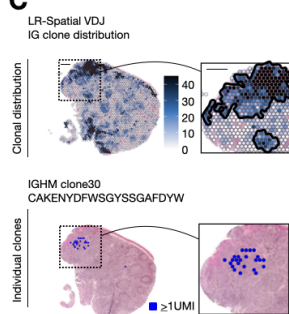 C
LR-Spatial VDJ
IG clone distribution
Clonal distribution
40
30
20
10
0
IGHM clone30
CAKENYDFWSGYSSGAFDYW
Individual clones
≥1UMI